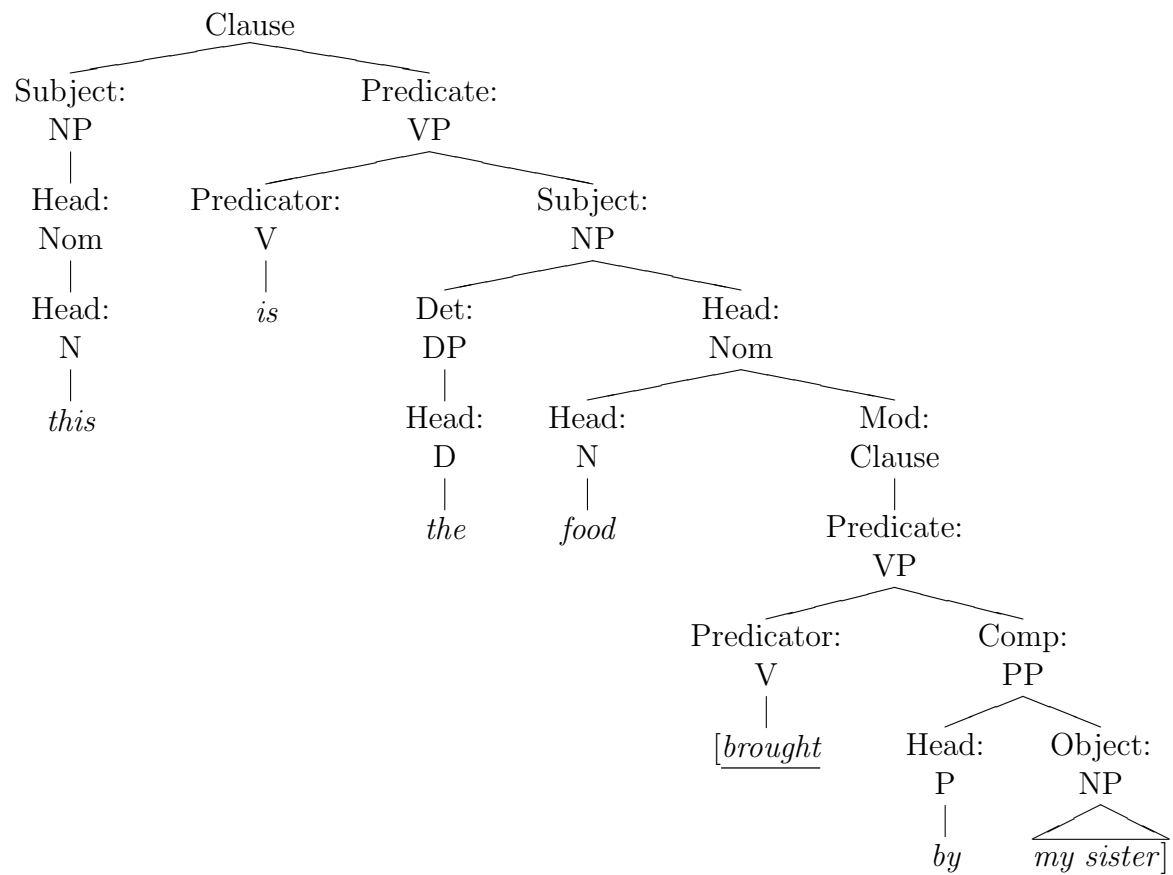 Clause
Subject: Predicate:
NP VP
Head: Predicator: Subject:
Nom V NP
Head: is Det: Head:
N DP Nom
this Head: Head: Mod:
D N Clause
the food Predicate:
VP
Predicator: Comp:
V PP
[brought Head: Object:
P NP
by my sister]